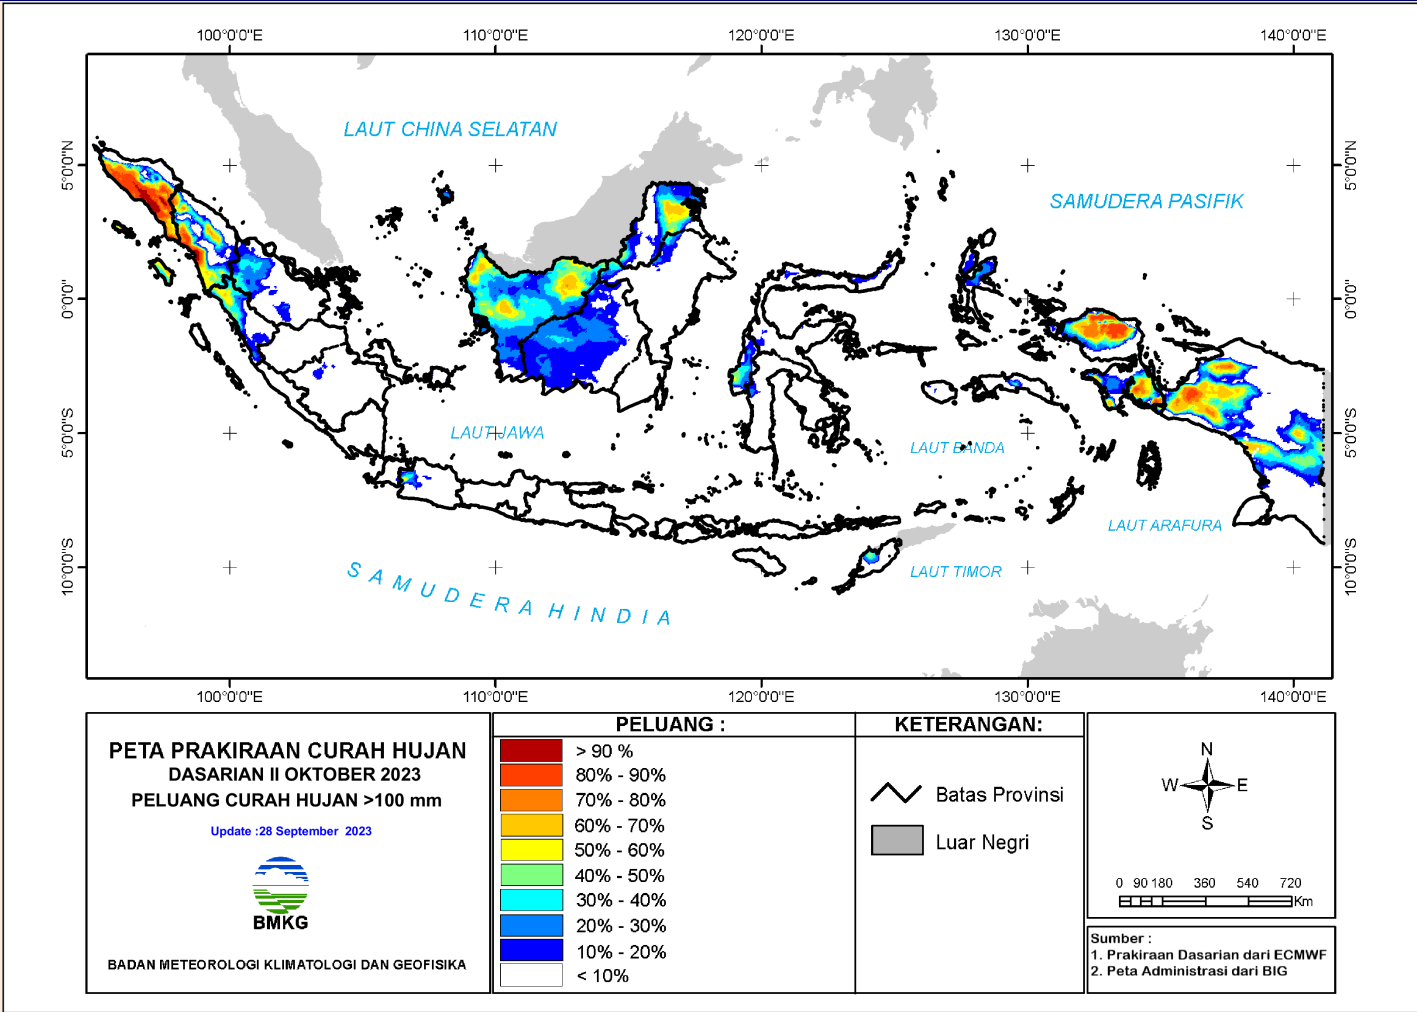 100°0'0"E 110°0'0"E 120°0'0"E 130°0'0"E 140°0'0"E
LAUT CHINA SELATAN
5°0'0"N 5°0'0"N
SAMUDERA PASIFIK
0°0'0" 0°0'0"
LAUT JAWA
5°0'0"S 5°0'0"S
LAUT BANDA
LAUT ARAFURA
10°0'0"S 10°0'0"S
LAUT TIMOR
SAMUDERA HINDIA
100°0'0"E 110°0'0"E 120°0'0"E 130°0'0"E 140°0'0"E
PETA PRAKIRAAN CURAH HUJAN
DASARIAN II OKTOBER 2023
PELUANG CURAH HUJAN >100 mm
Update :28 September 2023
BMKG
BADAN METEOROLOGI KLIMATOLOGI DAN GEOFISIKA
PELUANG :
> 90 %
80% - 90%
70% - 80%
60% - 70%
50% - 60%
40% - 50%
30% - 40%
20% - 30%
10% - 20%
< 10%
KETERANGAN:
Batas Provinsi
Luar Negri
N
W E
S
0 90 180 360 540 720
Km
Sumber :
1. Prakiraan Dasarian dari ECMWF
2. Peta Administrasi dari BIG